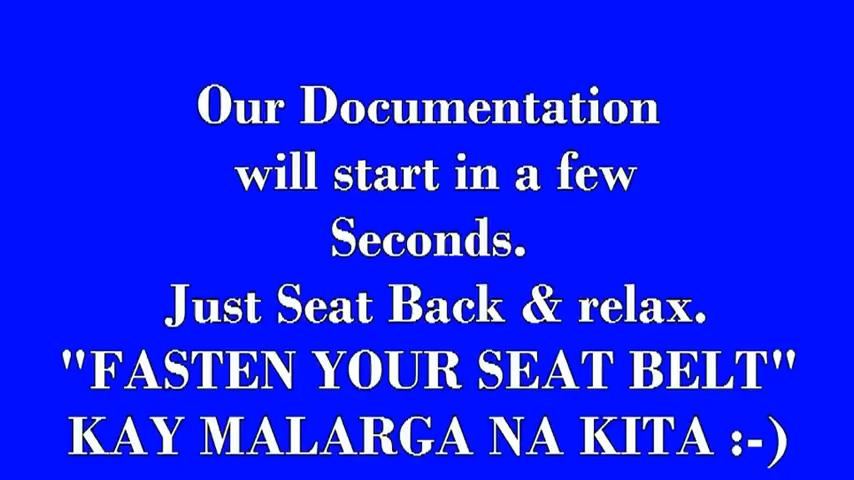 Our Documentation
will start in a few
Seconds.
Just Seat Back & relax.
"FASTEN YOUR SEAT BELT"
KAY MALARGA NA KITA :-)